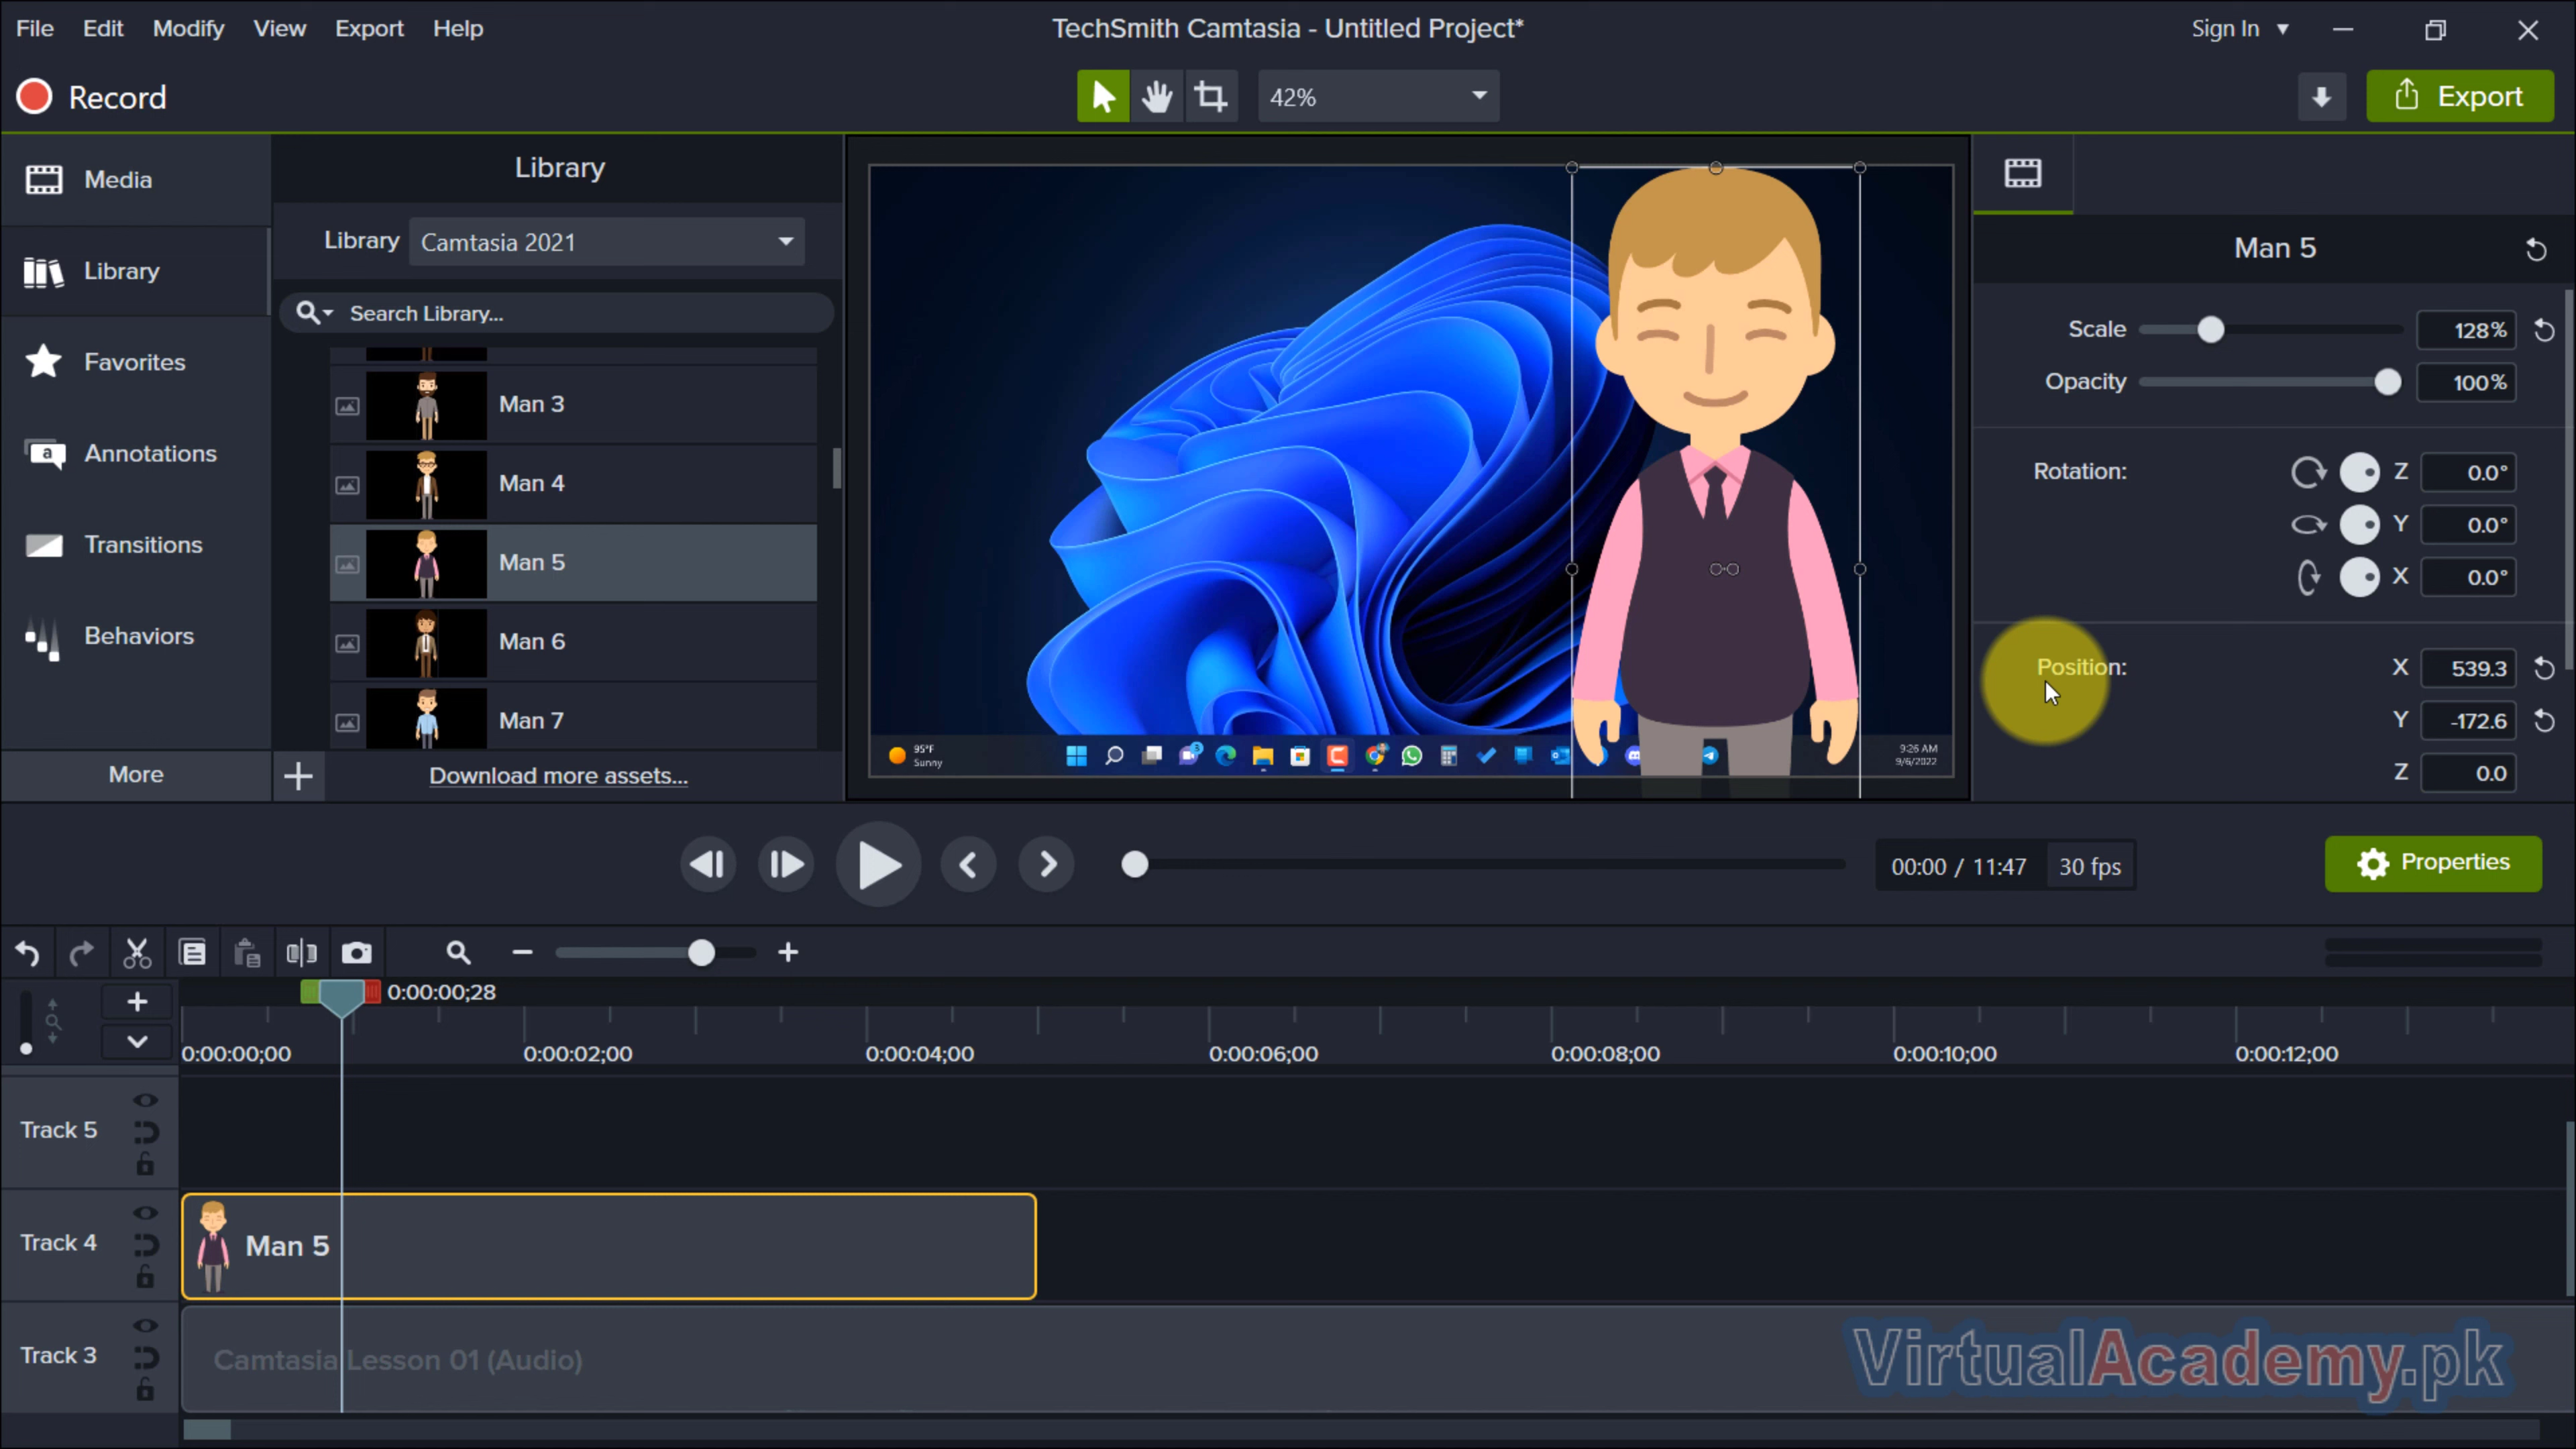 File Edit Modify View Export Help
TechSmith Camtasia - Untitled Project*
Sign In
Record
42%
Export
Media
Library
Favorites
Annotations
Transitions
Behaviors
More
Library
Library Camtasia 2021
Search Library...
Man 3
Man 4
Man 5
Man 6
Man 7
Download more assets...
95°F
Sunny
9:26 AM
9/6/2022
Man 5
Scale 128%
Opacity 100%
Rotation: Z 0.0°
Y 0.0°
X 0.0°
Position: X 539.3
Y -172.6
Z 0.0
00:00 / 11:47 30 fps
Properties
0:00:00;28
0:00:00;00 0:00:02;00 0:00:04;00 0:00:06;00 0:00:08;00 0:00:10;00 0:00:12;00
Track 5
Track 4
Man 5
Track 3
Camtasia Lesson 01 (Audio)
VirtualAcademy.pk